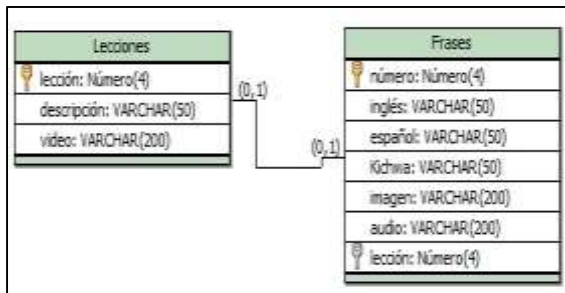 Lecciones
lección: Número(4)
descripción: VARCHAR(50)
video: VARCHAR(200)
(0,1)
(0,1)
Frases
número: Número(4)
inglés: VARCHAR(50)
español: VARCHAR(50)
Kichwa: VARCHAR(50)
imagen: VARCHAR(200)
audio: VARCHAR(200)
lección: Número(4)